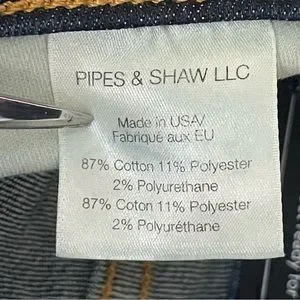 PIPES & SHAW LLC
Made in USA/
Fabriqué aux EU
87% Cotton 11% Polyester
2% Polyurethane
87% Coton 11% Polyester
2% Polyuréthane